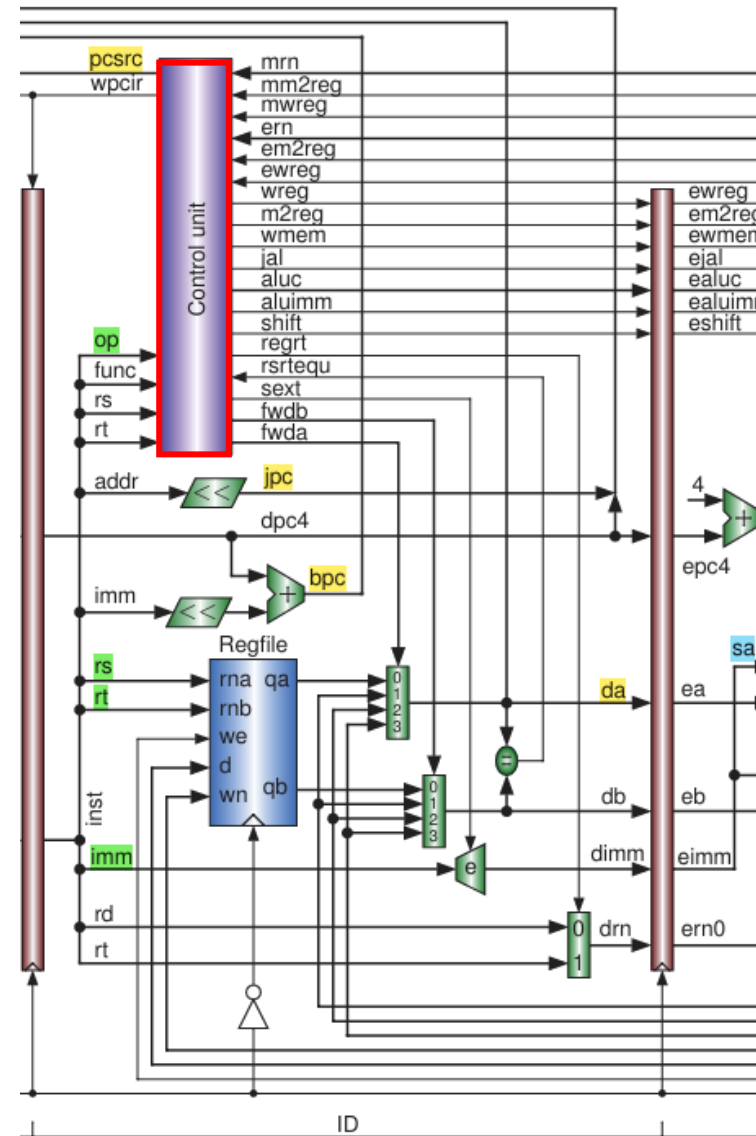 pcsrc
wpcir
Control unit
mrn
mm2reg
mwreg
ern
em2reg
ewreg
wreg
m2reg
wmem
jal
aluc
aluimm
shift
regrt
rsrtequ
sext
fwdb
fwda
ewreg
em2reg
ewmem
ejal
ealuc
ealuimm
eshift
op
func
rs
rt
addr
<<
jpc
dpc4
4
+
epc4
imm
<<
+
bpc
Regfile
rs
rna
qa
rt
rnb
we
d
wn
qb
0
1
2
3
da
ea
sa
=
0
1
2
3
db
eb
inst
imm
e
dimm
eimm
rd
0
drn
ern0
rt
1
ID